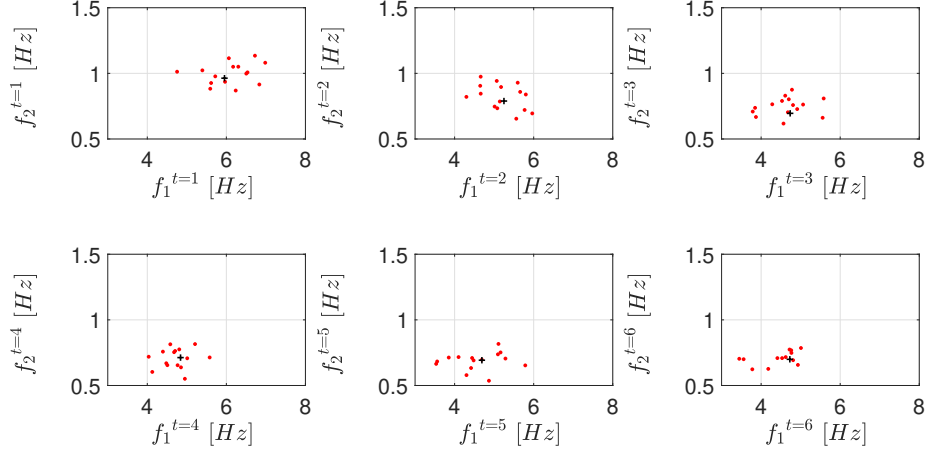 1.5
1
0.5
4 6 8
f₂ᵗ⁼¹ [Hz]
f₁ᵗ⁼¹ [Hz]
1.5
1
0.5
4 6 8
f₂ᵗ⁼² [Hz]
f₁ᵗ⁼² [Hz]
1.5
1
0.5
4 6 8
f₂ᵗ⁼³ [Hz]
f₁ᵗ⁼³ [Hz]
1.5
1
0.5
4 6 8
f₂ᵗ⁼⁴ [Hz]
f₁ᵗ⁼⁴ [Hz]
1.5
1
0.5
4 6 8
f₂ᵗ⁼⁵ [Hz]
f₁ᵗ⁼⁵ [Hz]
1.5
1
0.5
4 6 8
f₂ᵗ⁼⁶ [Hz]
f₁ᵗ⁼⁶ [Hz]